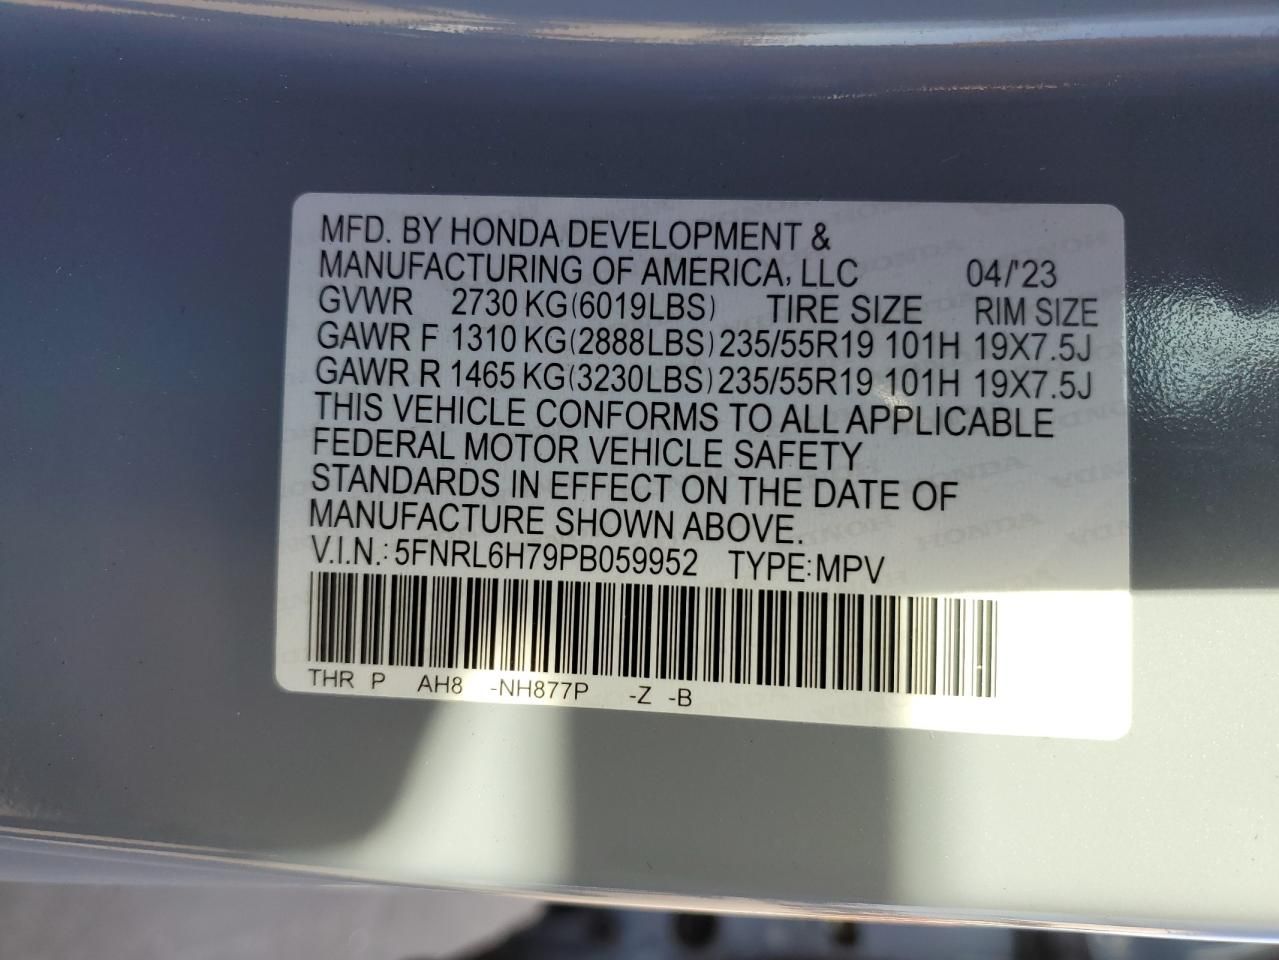 MFD. BY HONDA DEVELOPMENT &
MANUFACTURING OF AMERICA, LLC 04/'23
GVWR 2730 KG(6019LBS) TIRE SIZE RIM SIZE
GAWR F 1310 KG(2888LBS) 235/55R19 101H 19X7.5J
GAWR R 1465 KG(3230LBS) 235/55R19 101H 19X7.5J
THIS VEHICLE CONFORMS TO ALL APPLICABLE
FEDERAL MOTOR VEHICLE SAFETY
STANDARDS IN EFFECT ON THE DATE OF
MANUFACTURE SHOWN ABOVE.
V.I.N.: 5FNRL6H79PB059952 TYPE: MPV
THR P AH8 -NH877P -Z -B